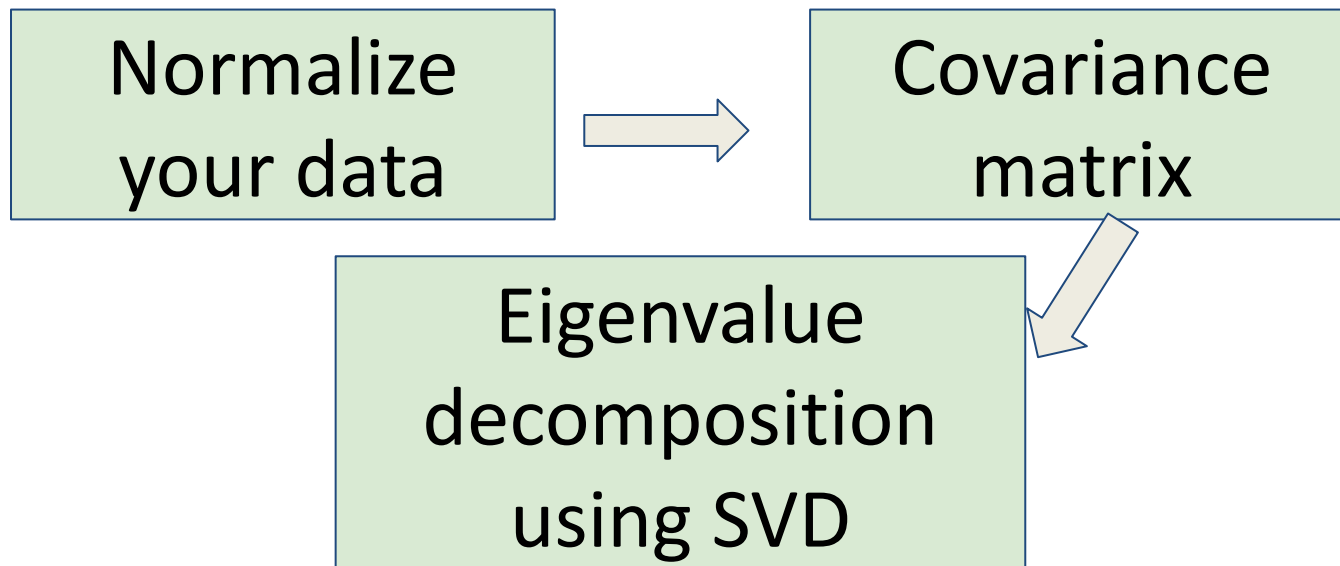 Normalize
your data
Covariance
matrix
Eigenvalue
decomposition
using SVD